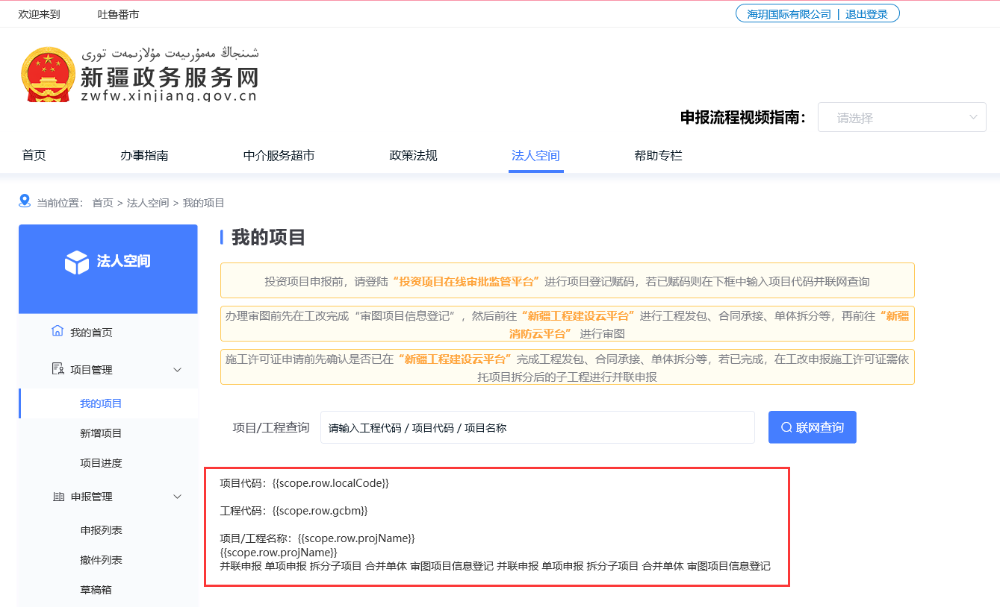 欢迎来到 吐鲁番市 海玥国际有限公司 | 退出登录
شىنجاڭ مەمۇرىيەت مۇلازىمەت تورى
新疆政务服务网
zwfw.xinjiang.gov.cn
申报流程视频指南： 请选择
首页 办事指南 中介服务超市 政策法规 法人空间 帮助专栏
当前位置： 首页 > 法人空间 > 我的项目
法人空间
我的首页
项目管理
我的项目
新增项目
项目进度
申报管理
申报列表
撤件列表
草稿箱
我的项目
投资项目申报前，请登陆“投资项目在线审批监管平台”进行项目登记赋码，若已赋码则在下框中输入项目代码并联网查询
办理审图前先在工改完成“审图项目信息登记”，然后前往“新疆工程建设云平台”进行工程发包、合同承接、单体拆分等，再前往“新疆
消防云平台” 进行审图
施工许可证申请前先确认是否已在“新疆工程建设云平台”完成工程发包、合同承接、单体拆分等，若已完成，在工改申报施工许可证需依
托项目拆分后的子工程进行并联申报
项目/工程查询 请输入工程代码 / 项目代码 / 项目名称 联网查询
项目代码：{{scope.row.localCode}}
工程代码：{{scope.row.gcbm}}
项目/工程名称：{{scope.row.projName}}
{{scope.row.projName}}
并联申报 单项申报 拆分子项目 合并单体 审图项目信息登记 并联申报 单项申报 拆分子项目 合并单体 审图项目信息登记